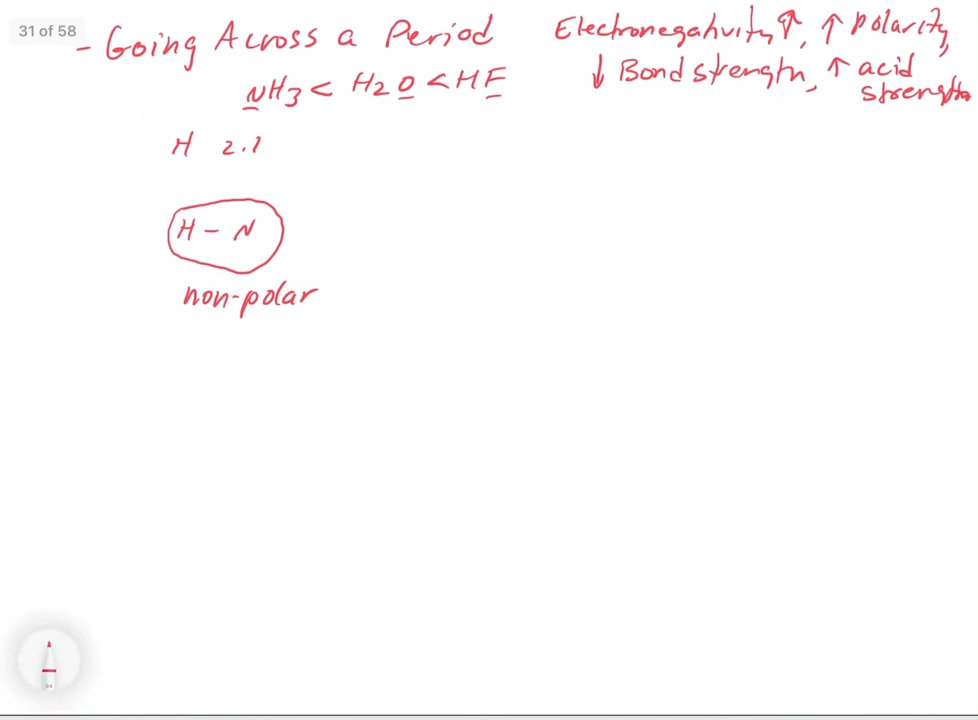 31 of 58
- Going Across a Period
NH3 < H2O < HF
Electronegativity ↑, ↑ polarity,
↓ Bond strength, ↑ acid
strength
H 2.1
H - N
non-polar